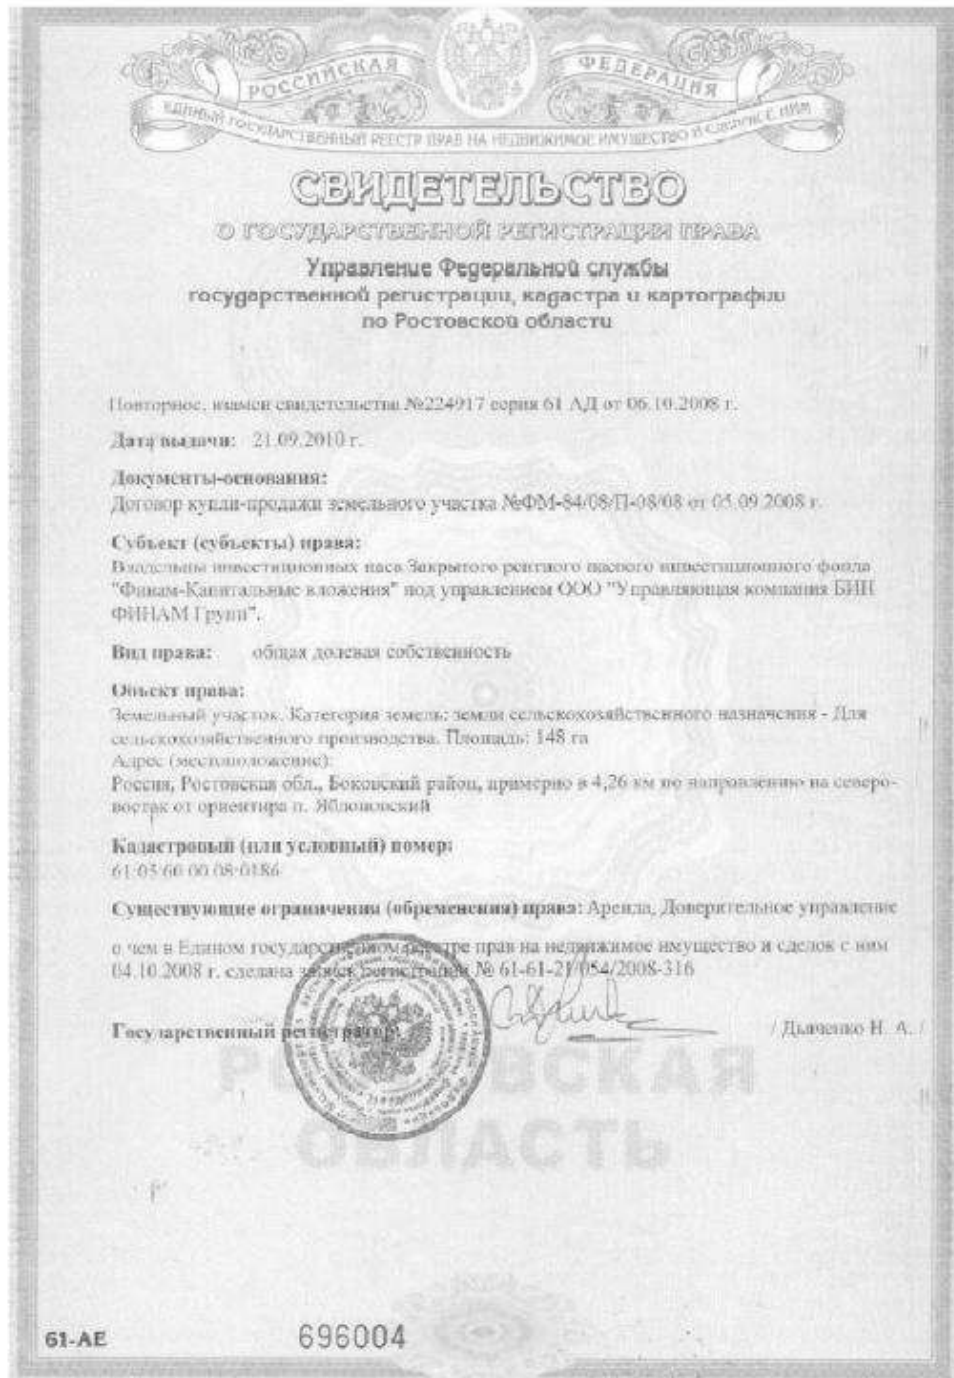 РОССИЙСКАЯ ФЕДЕРАЦИЯ
ЕДИНЫЙ ГОСУДАРСТВЕННЫЙ РЕЕСТР ПРАВ НА НЕДВИЖИМОЕ ИМУЩЕСТВО И СДЕЛОК С НИМ
СВИДЕТЕЛЬСТВО
О ГОСУДАРСТВЕННОЙ РЕГИСТРАЦИИ ПРАВА
Управление Федеральной службы
государственной регистрации, кадастра и картографии
по Ростовской области
Повторное, взамен свидетельства №224917 серия 61 АД от 06.10.2008 г.
Дата выдачи: 21.09.2010 г.
Документы-основания:
Договор купли-продажи земельного участка №ФМ-84/08/П-08/08 от 05.09.2008 г.
Субъект (субъекты) права:
Владельцы инвестиционных паев Закрытого рентного паевого инвестиционного фонда
"Финам-Капитальные вложения" под управлением ООО "Управляющая компания БИН
ФИНАМ Групп".
Вид права: общая долевая собственность
Объект права:
Земельный участок. Категория земель: земли сельскохозяйственного назначения - Для
сельскохозяйственного производства. Площадь: 148 га
Адрес (местоположение):
Россия, Ростовская обл., Боковский район, примерно в 4,26 км по направлению на северо-
восток от ориентира п. Яблоновский
Кадастровый (или условный) номер:
61:05:60 00 08:0186
Существующие ограничения (обременения) права: Аренда, Доверительное управление
о чем в Едином государственном реестре прав на недвижимое имущество и сделок с ним
04.10.2008 г. сделана запись регистрации № 61-61-21/054/2008-316
Государственный регистратор
/ Дьяченко Н. А. /
РОСТОВСКАЯ
ОБЛАСТЬ
61-АЕ 696004